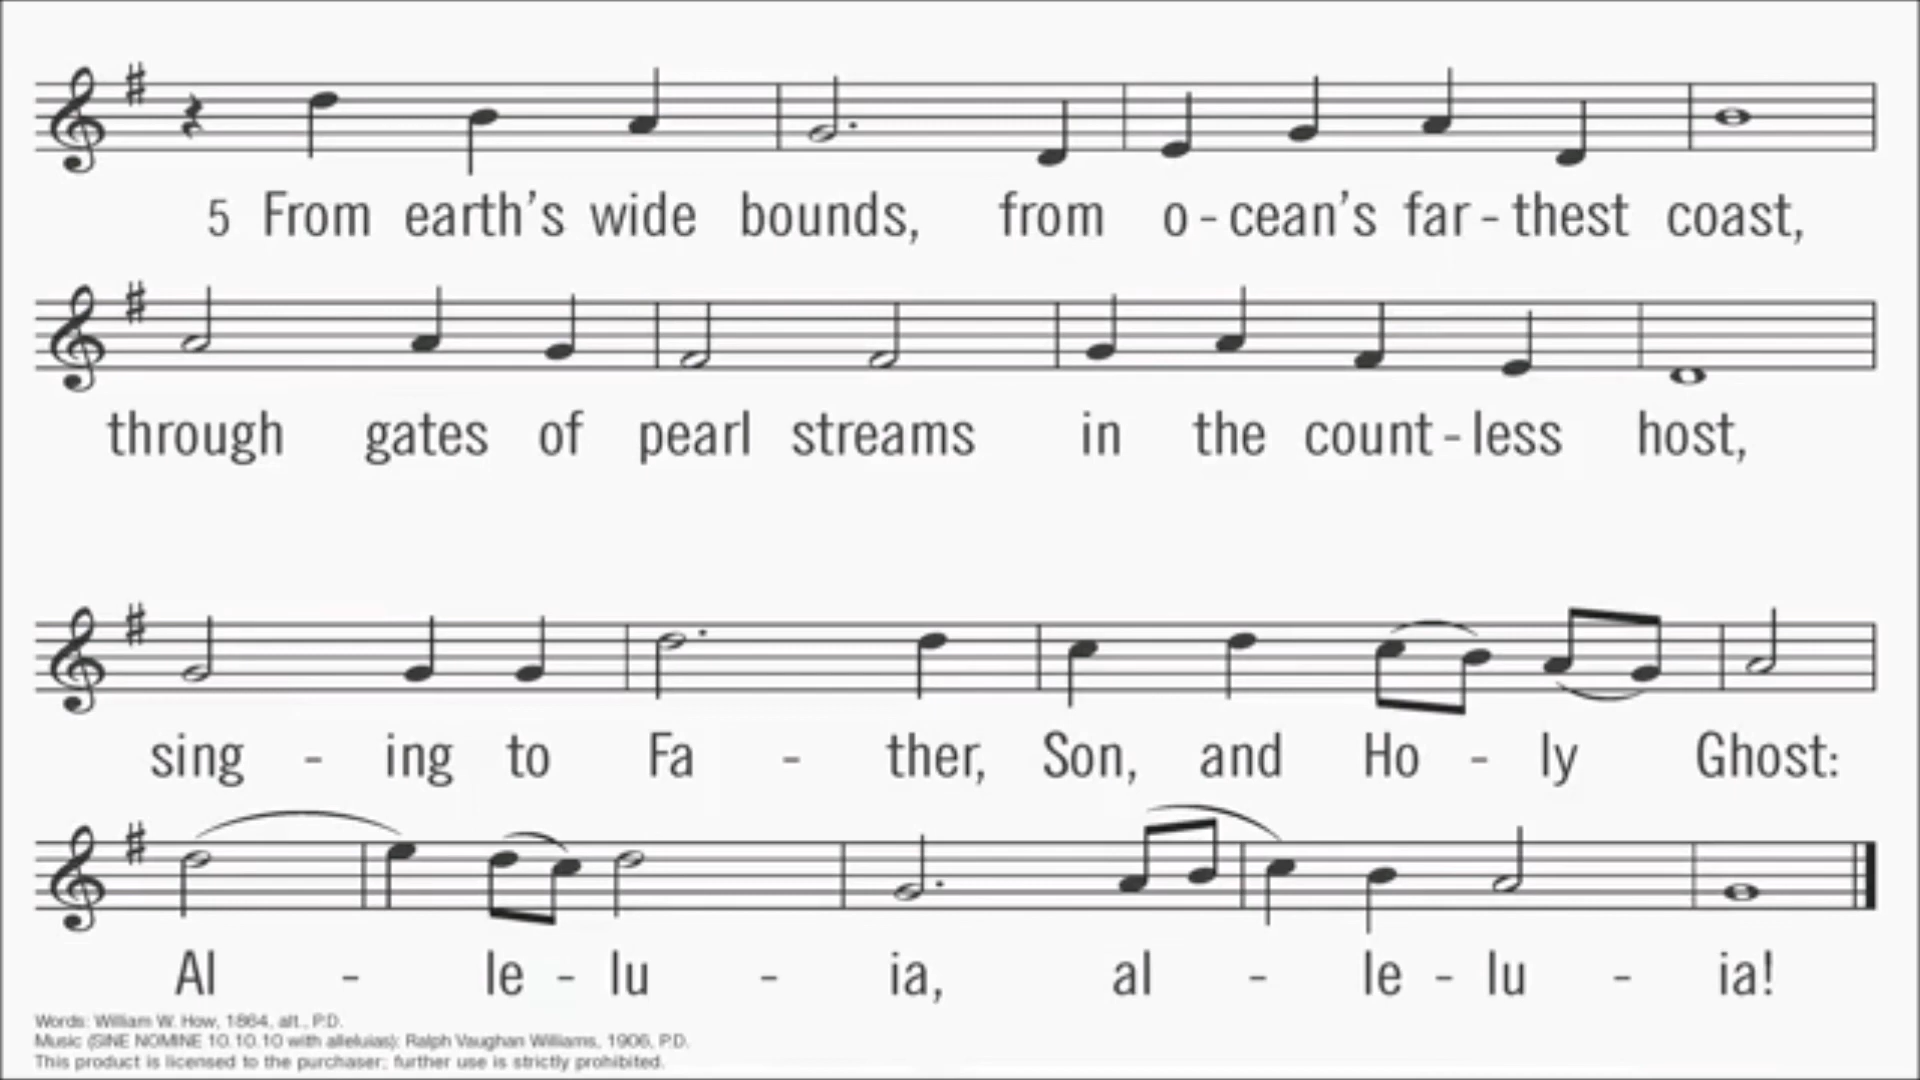 5 From earth's wide bounds, from o - cean's far - thest coast,
through gates of pearl streams in the count - less host,
sing - ing to Fa - ther, Son, and Ho - ly Ghost:
Al - le - lu - ia, al - le - lu - ia!
Words: William W. How, 1864, alt., P.D.
Music (SINE NOMINE 10.10.10 with alleluias): Ralph Vaughan Williams, 1906, P.D.
This product is licensed to the purchaser; further use is strictly prohibited.